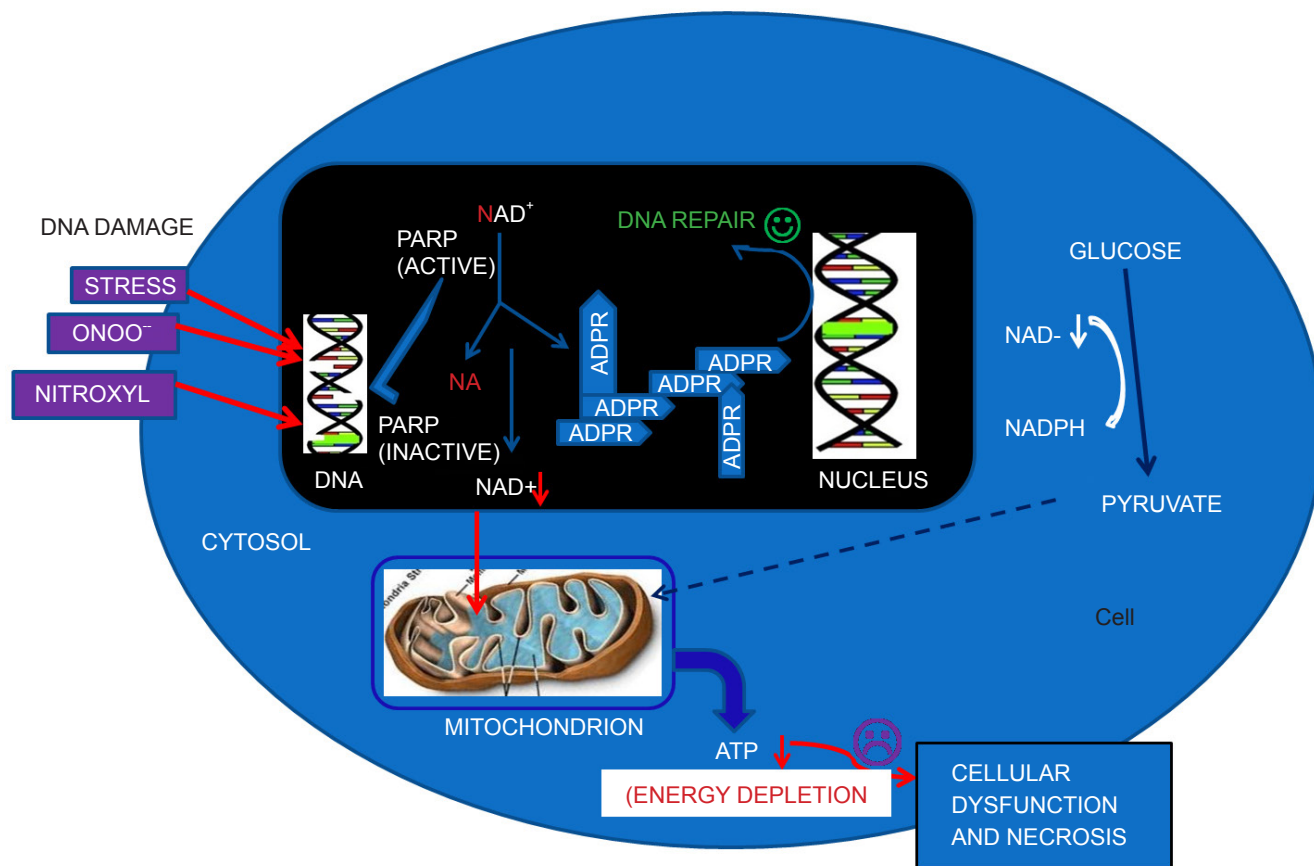 DNA DAMAGE
STRESS
ONOO⁻
NITROXYL
NAD⁺
PARP
(ACTIVE)
DNA REPAIR
NA
ADPR
ADPR
ADPR
ADPR
ADPR
ADPR
PARP
(INACTIVE)
DNA
NAD+
NUCLEUS
GLUCOSE
NAD-
NADPH
PYRUVATE
CYTOSOL
Cell
MITOCHONDRION
ATP
(ENERGY DEPLETION
CELLULAR
DYSFUNCTION
AND NECROSIS